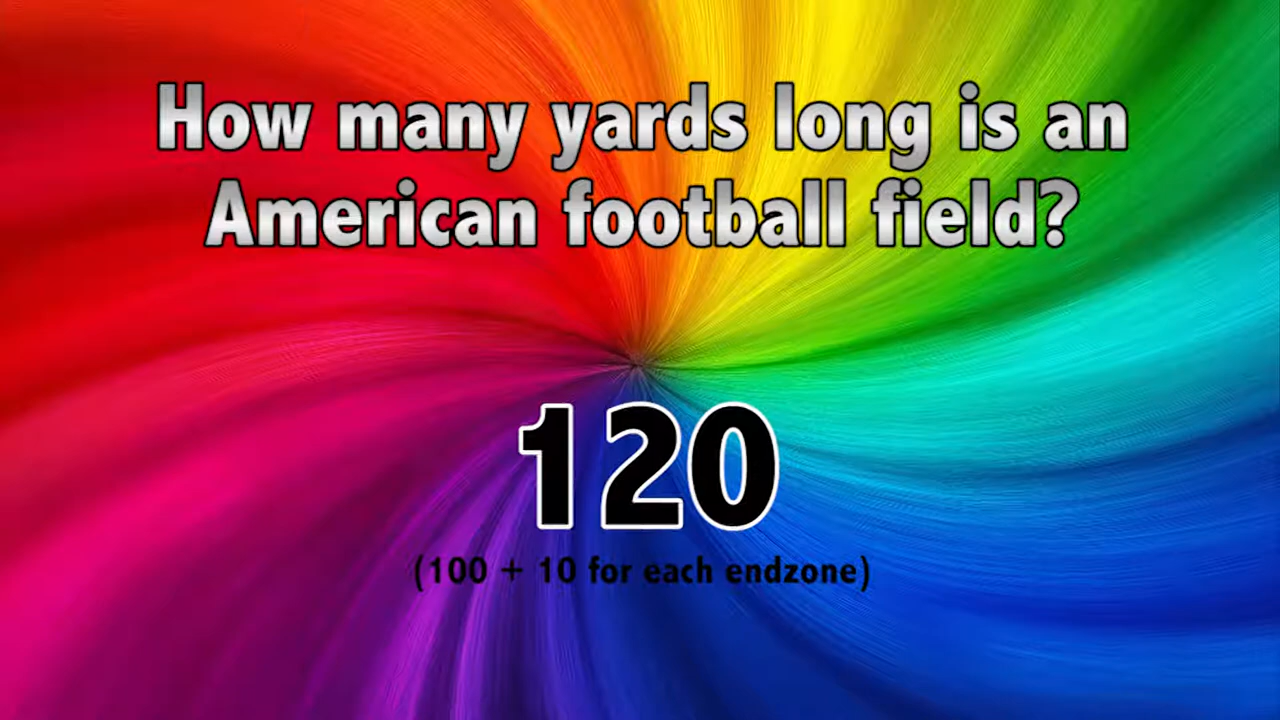 How many yards long is an
American football field?
120
(100 + 10 for each endzone)